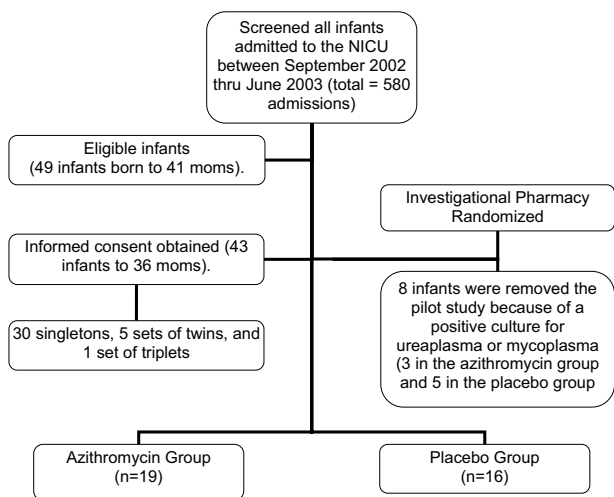 Screened all infants
admitted to the NICU
between September 2002
thru June 2003 (total = 580
admissions)
Eligible infants
(49 infants born to 41 moms).
Investigational Pharmacy
Randomized
Informed consent obtained (43
infants to 36 moms).
8 infants were removed the
pilot study because of a
positive culture for
ureaplasma or mycoplasma
(3 in the azithromycin group
and 5 in the placebo group
30 singletons, 5 sets of twins, and
1 set of triplets
Azithromycin Group
(n=19)
Placebo Group
(n=16)